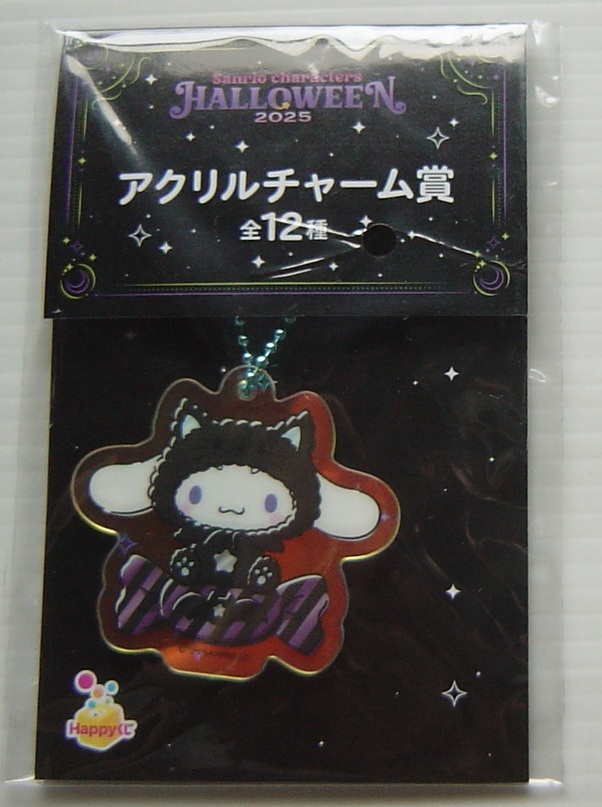 Sanrio characters
HALLOWEEN
2025
アクリルチャーム賞
全12種
Happyくじ